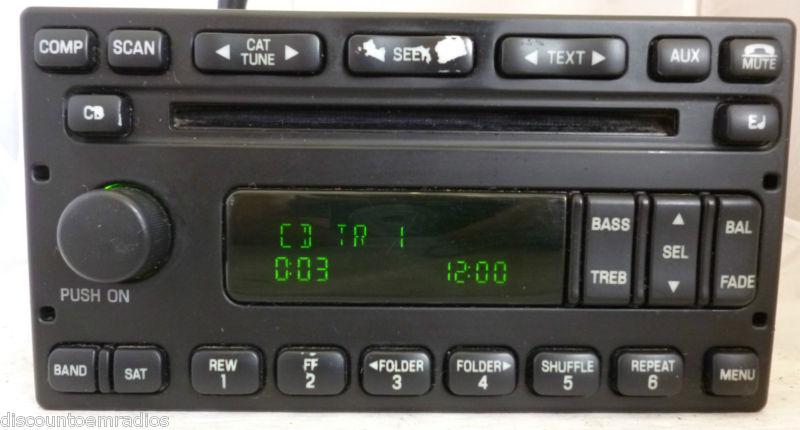 COMP SCAN ◀ CAT TUNE ▶ ◀ SEEK ◀ TEXT ▶ AUX MUTE
CD EJ
CD TR 1
0:03 12:00
BASS TREB
▲ SEL ▼
BAL FADE
PUSH ON
BAND SAT REW 1 FF 2 ◀FOLDER 3 FOLDER▶ 4 SHUFFLE 5 REPEAT 6 MENU
discountoemradios